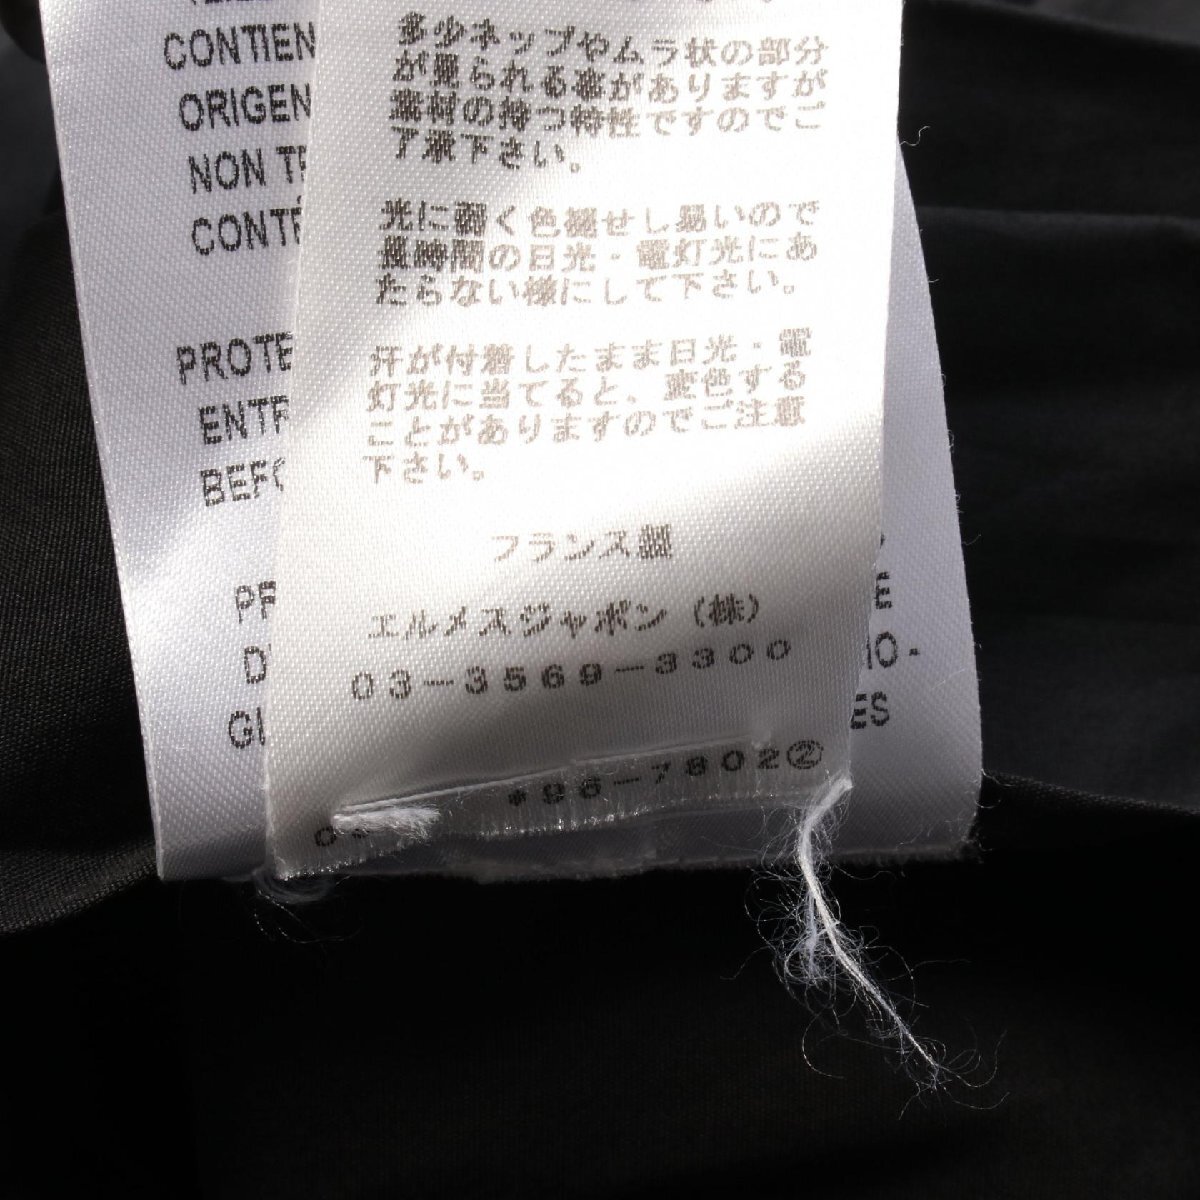 CONTIEN
ORIGEN
NON TR
CONTÉ
PROTE
ENTR
BEFO
PR
D'
GI
多少ネップやムラ状の部分
が見られる事がありますが
素材の持つ特性ですのでご
了承下さい。
光に弱く色褪せし易いので
長時間の日光・電灯光にあ
たらない様にして下さい。
汗が付着したまま日光・電
灯光に当てると、変色する
ことがありますのでご注意
下さい。
フランス製
エルメスジャポン(株)
03-3569-3300
*96-7802②
E
IO-
ES